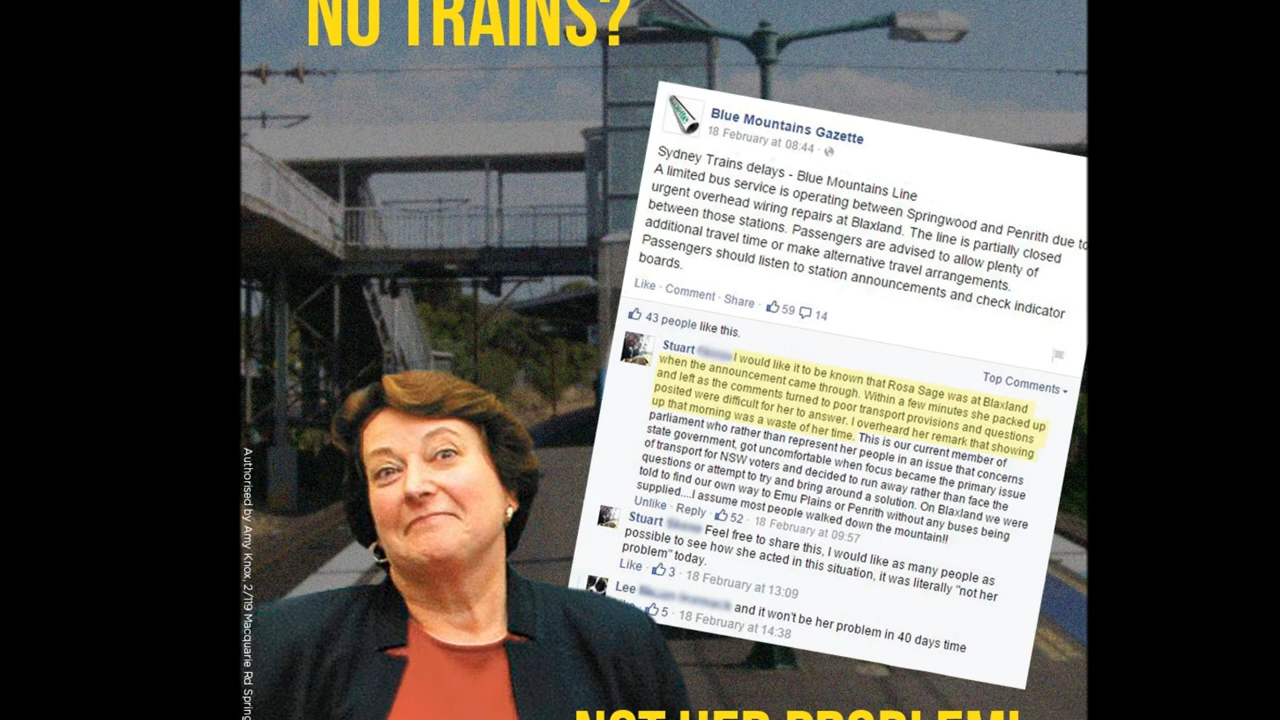 NO TRAINS?
Blue Mountains Gazette
18 February at 08:44
Sydney Trains delays - Blue Mountains Line
A limited bus service is operating between Springwood and Penrith due to
urgent overhead wiring repairs at Blaxland. The line is partially closed
between those stations. Passengers are advised to allow plenty of
additional travel time or make alternative travel arrangements.
Passengers should listen to station announcements and check indicator
boards.
Like · Comment · Share · 59 14
43 people like this.
Top Comments
Stuart I would like it to be known that Rosa Sage was at Blaxland
when the announcement came through. Within a few minutes she packed up
and left as the comments turned to poor transport provisions and questions
posited were difficult for her to answer. I overheard her remark that showing
up that morning was a waste of her time. This is our current member of
parliament who rather than represent her people in an issue that concerns
state government, got uncomfortable when focus became the primary issue
of transport for NSW voters and decided to run away rather than face the
questions or attempt to try and bring around a solution. On Blaxland we were
told to find our own way to Emu Plains or Penrith without any buses being
supplied....I assume most people walked down the mountain!!
Unlike · Reply · 52 · 18 February at 09:57
Stuart Feel free to share this, I would like as many people as
possible to see how she acted in this situation, it was literally "not her
problem" today.
Like · 3 · 18 February at 13:09
Lee and it won't be her problem in 40 days time
5 · 18 February at 14:38
Authorised by Amy Knox, 2/119 Macquarie Rd Spring
NOT HER PROBLEM!